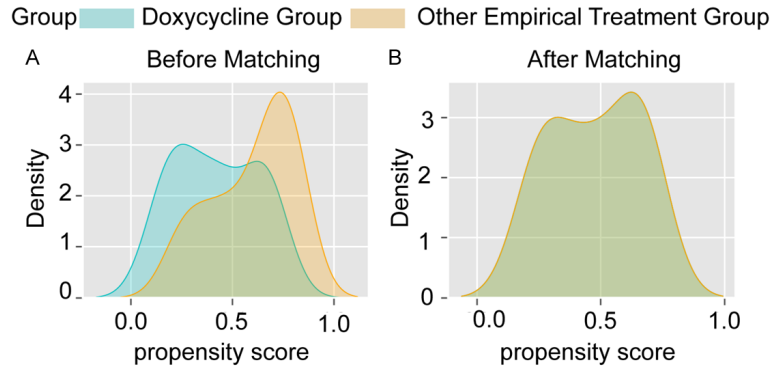 Group Doxycycline Group Other Empirical Treatment Group
A Before Matching
Density
4
3
2
1
0
0.0 0.5 1.0
propensity score
B After Matching
Density
3
2
1
0
0.0 0.5 1.0
propensity score